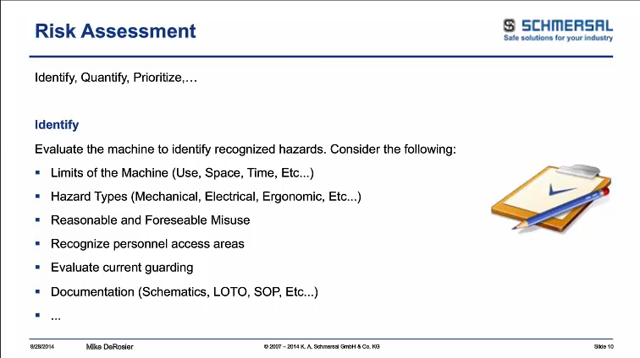 Risk Assessment
SCHMERSAL
Safe solutions for your industry
Identify, Quantify, Prioritize,…
Identify
Evaluate the machine to identify recognized hazards. Consider the following:
▪ Limits of the Machine (Use, Space, Time, Etc...)
▪ Hazard Types (Mechanical, Electrical, Ergonomic, Etc...)
▪ Reasonable and Foreseable Misuse
▪ Recognize personnel access areas
▪ Evaluate current guarding
▪ Documentation (Schematics, LOTO, SOP, Etc...)
▪ ...
8/28/2014 Mike DeRosier © 2007 – 2014 K. A. Schmersal GmbH & Co. KG Slide 10